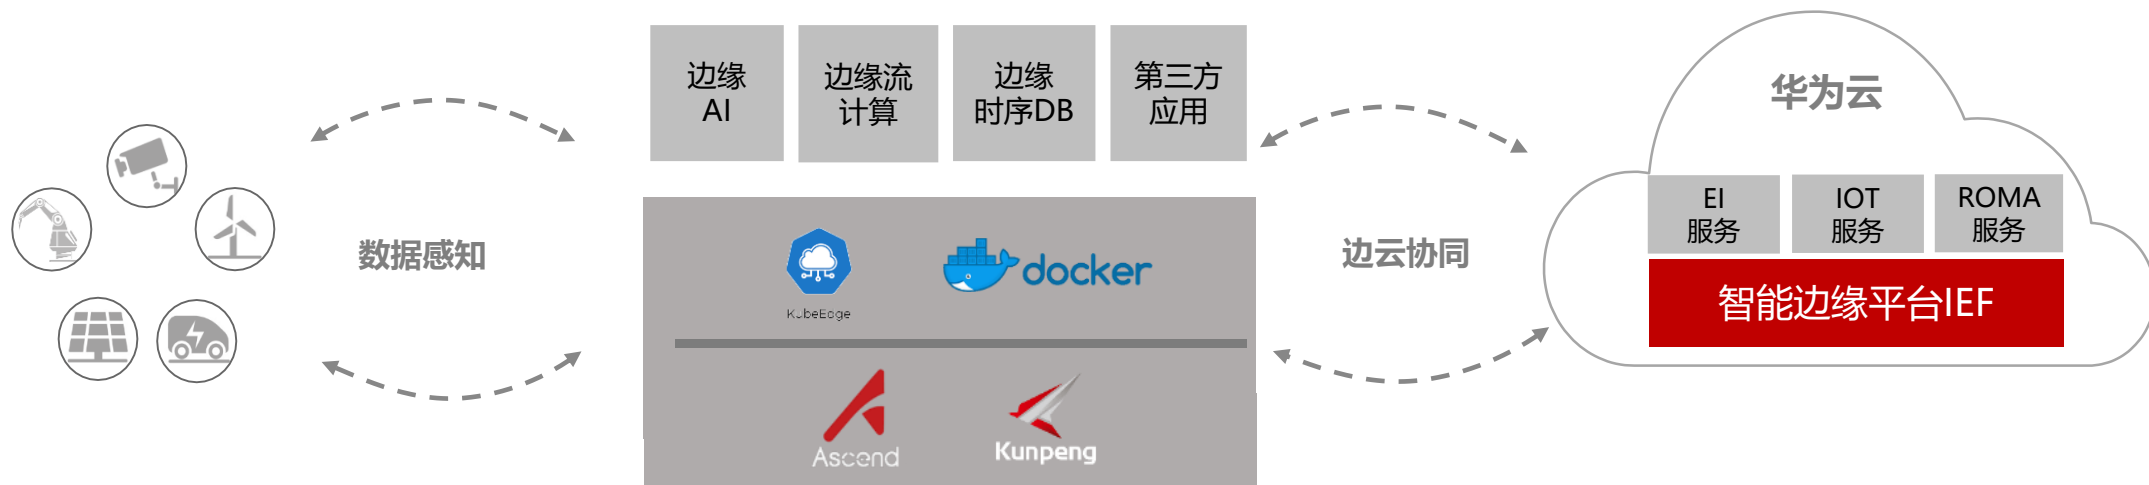 边缘
AI
边缘流
计算
边缘
时序DB
第三方
应用
华为云
数据感知
KubeEdge
docker
Ascend
Kunpeng
边云协同
EI
服务
IOT
服务
ROMA
服务
智能边缘平台IEF